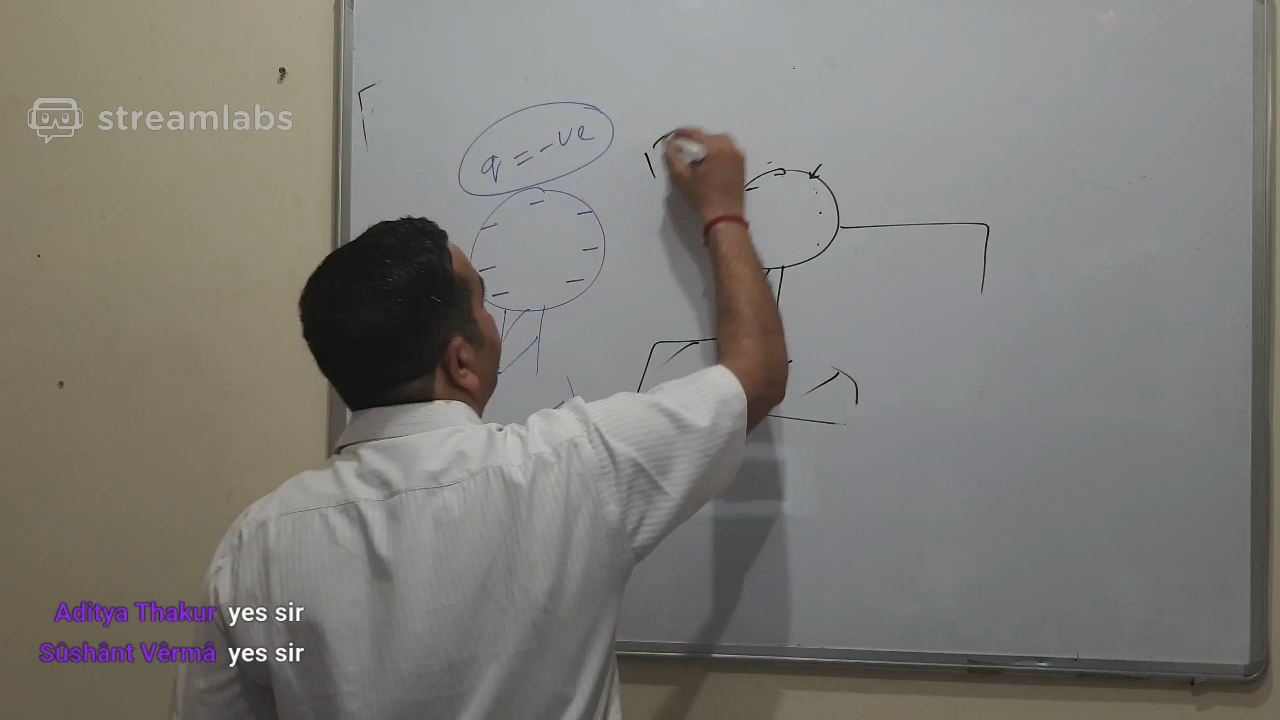 streamlabs
q = -ve
Aditya Thakur yes sir
Sûshânt Vêrmâ yes sir